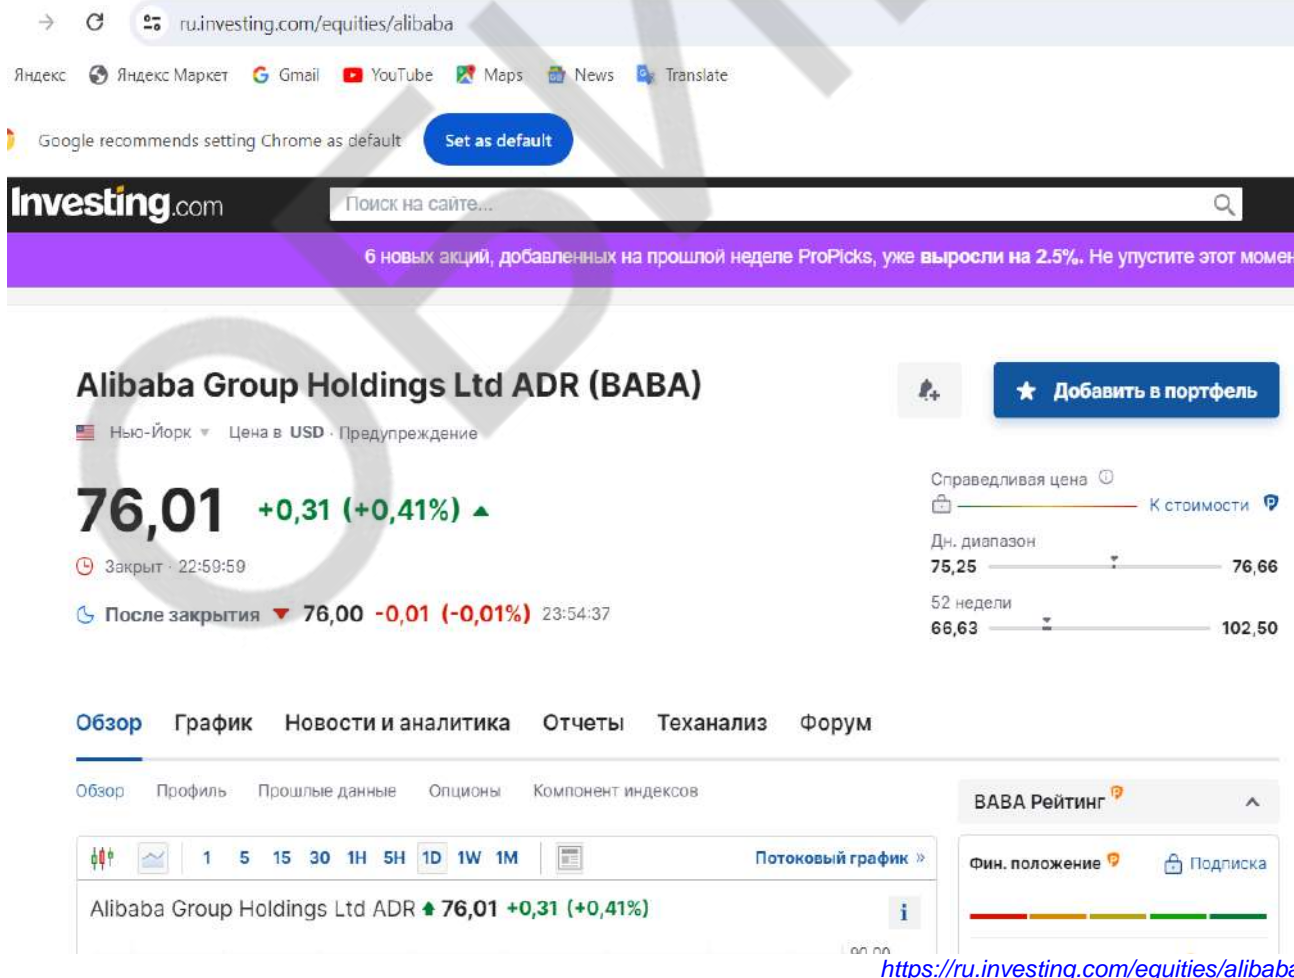 ru.investing.com/equities/alibaba
Яндекс Яндекс Маркет Gmail YouTube Maps News Translate
Google recommends setting Chrome as default Set as default
Investing.com Поиск на сайте...
6 новых акций, добавленных на прошлой неделе ProPicks, уже выросли на 2.5%. Не упустите этот момен
Alibaba Group Holdings Ltd ADR (BABA)
Добавить в портфель
Нью-Йорк Цена в USD · Предупреждение
76,01 +0,31 (+0,41%)
Закрыт · 22:59:59
После закрытия 76,00 -0,01 (-0,01%) 23:54:37
Справедливая цена
К стоимости
Дн. диапазон
75,25 76,66
52 недели
66,63 102,50
Обзор График Новости и аналитика Отчеты Теханализ Форум
Обзор Профиль Прошлые данные Опционы Компонент индексов
BABA Рейтинг
1 5 15 30 1H 5H 1D 1W 1M Потоковый график »
Фин. положение Подписка
Alibaba Group Holdings Ltd ADR 76,01 +0,31 (+0,41%)
https://ru.investing.com/equities/alibaba